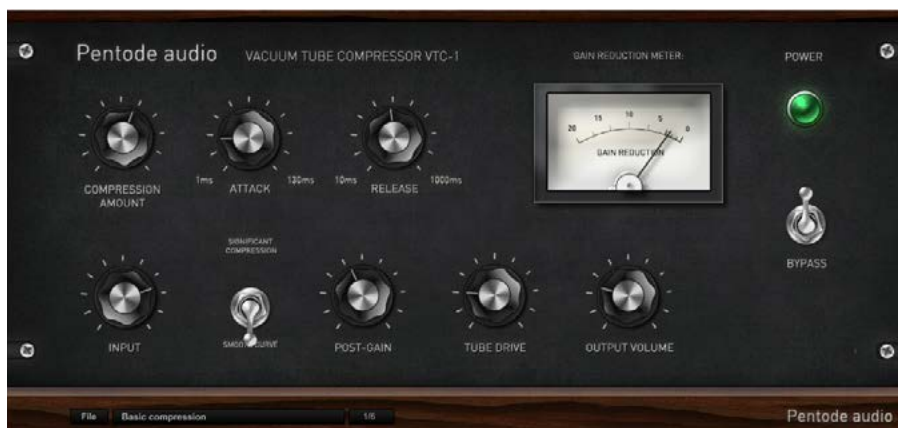 Pentode audio VACUUM TUBE COMPRESSOR VTC-1
GAIN REDUCTION METER:
POWER
20 15 10 5 0
GAIN REDUCTION
COMPRESSION
AMOUNT
1ms ATTACK 130ms
10ms RELEASE 1000ms
SIGNIFICANT
COMPRESSION
BYPASS
INPUT
SMOOTH CURVE
POST-GAIN
TUBE DRIVE
OUTPUT VOLUME
File Basic compression 1/6
Pentode audio